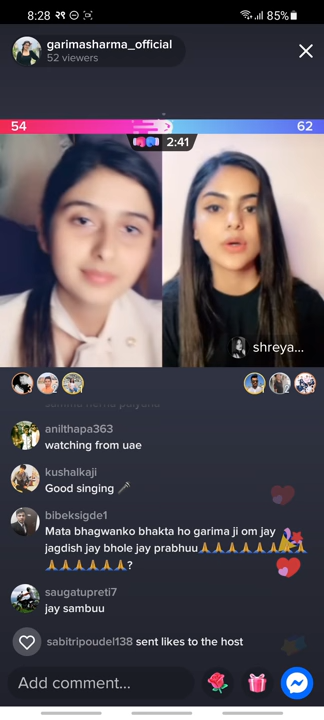 8:28 २९
85%
garimasharma_official
52 viewers
54
62
2:41
shreya...
anilthapa363
watching from uae
kushalkaji
Good singing 🎤
bibeksigde1
Mata bhagwanko bhakta ho garima ji om jay
jagdish jay bhole jay prabhuu🙏🙏🙏🙏🙏🙏🙏🙏
🙏🙏🙏🙏🙏🙏?
saugatupreti7
jay sambuu
sabitripoudel138 sent likes to the host
Add comment...